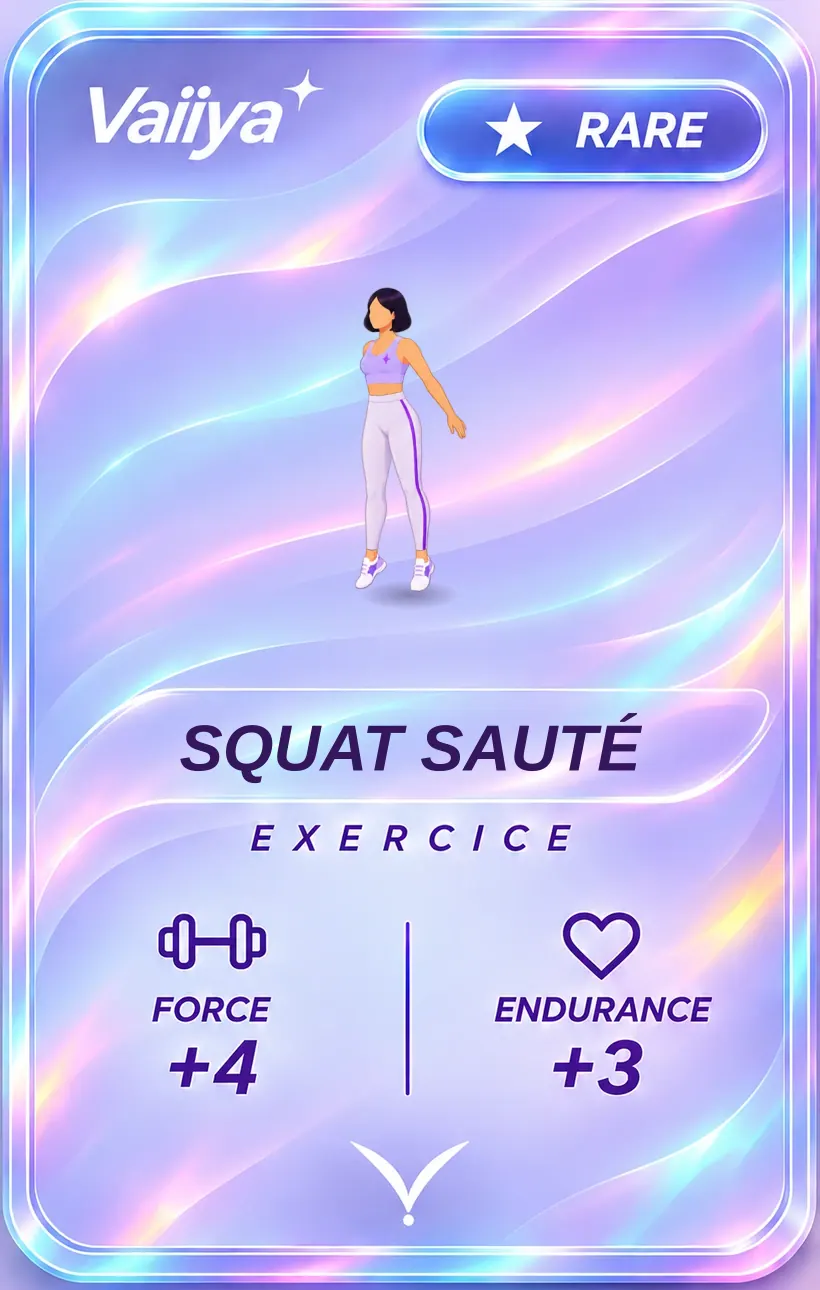 Vaiiya
RARE
SQUAT SAUTÉ
EXERCICE
FORCE
+4
ENDURANCE
+3